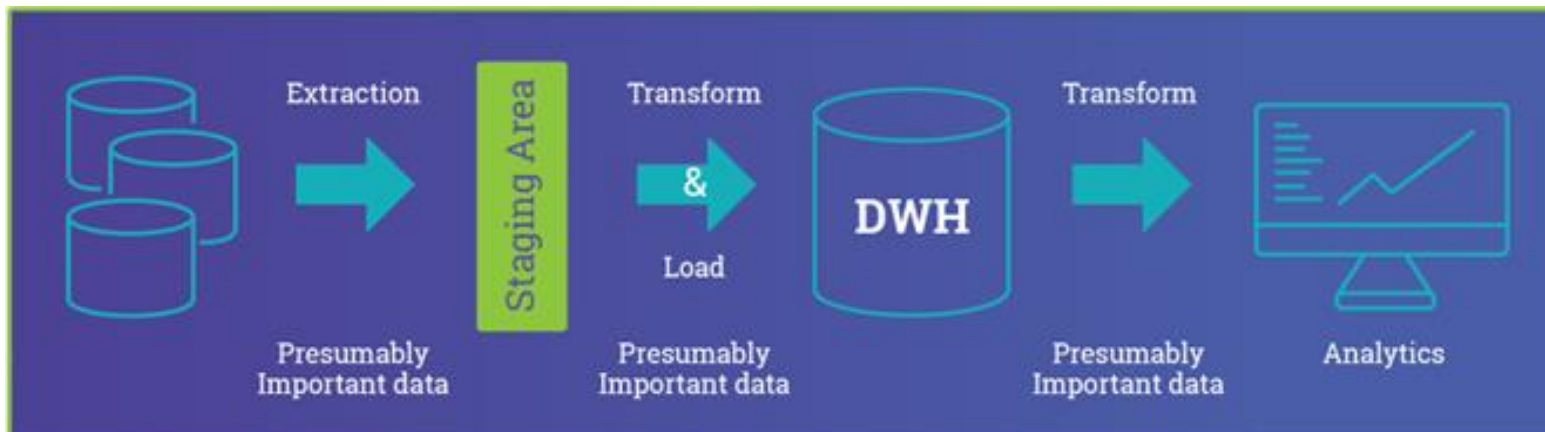 Extraction
Presumably
Important data
Staging Area
Transform
&
Load
Presumably
Important data
DWH
Transform
Presumably
Important data
Analytics